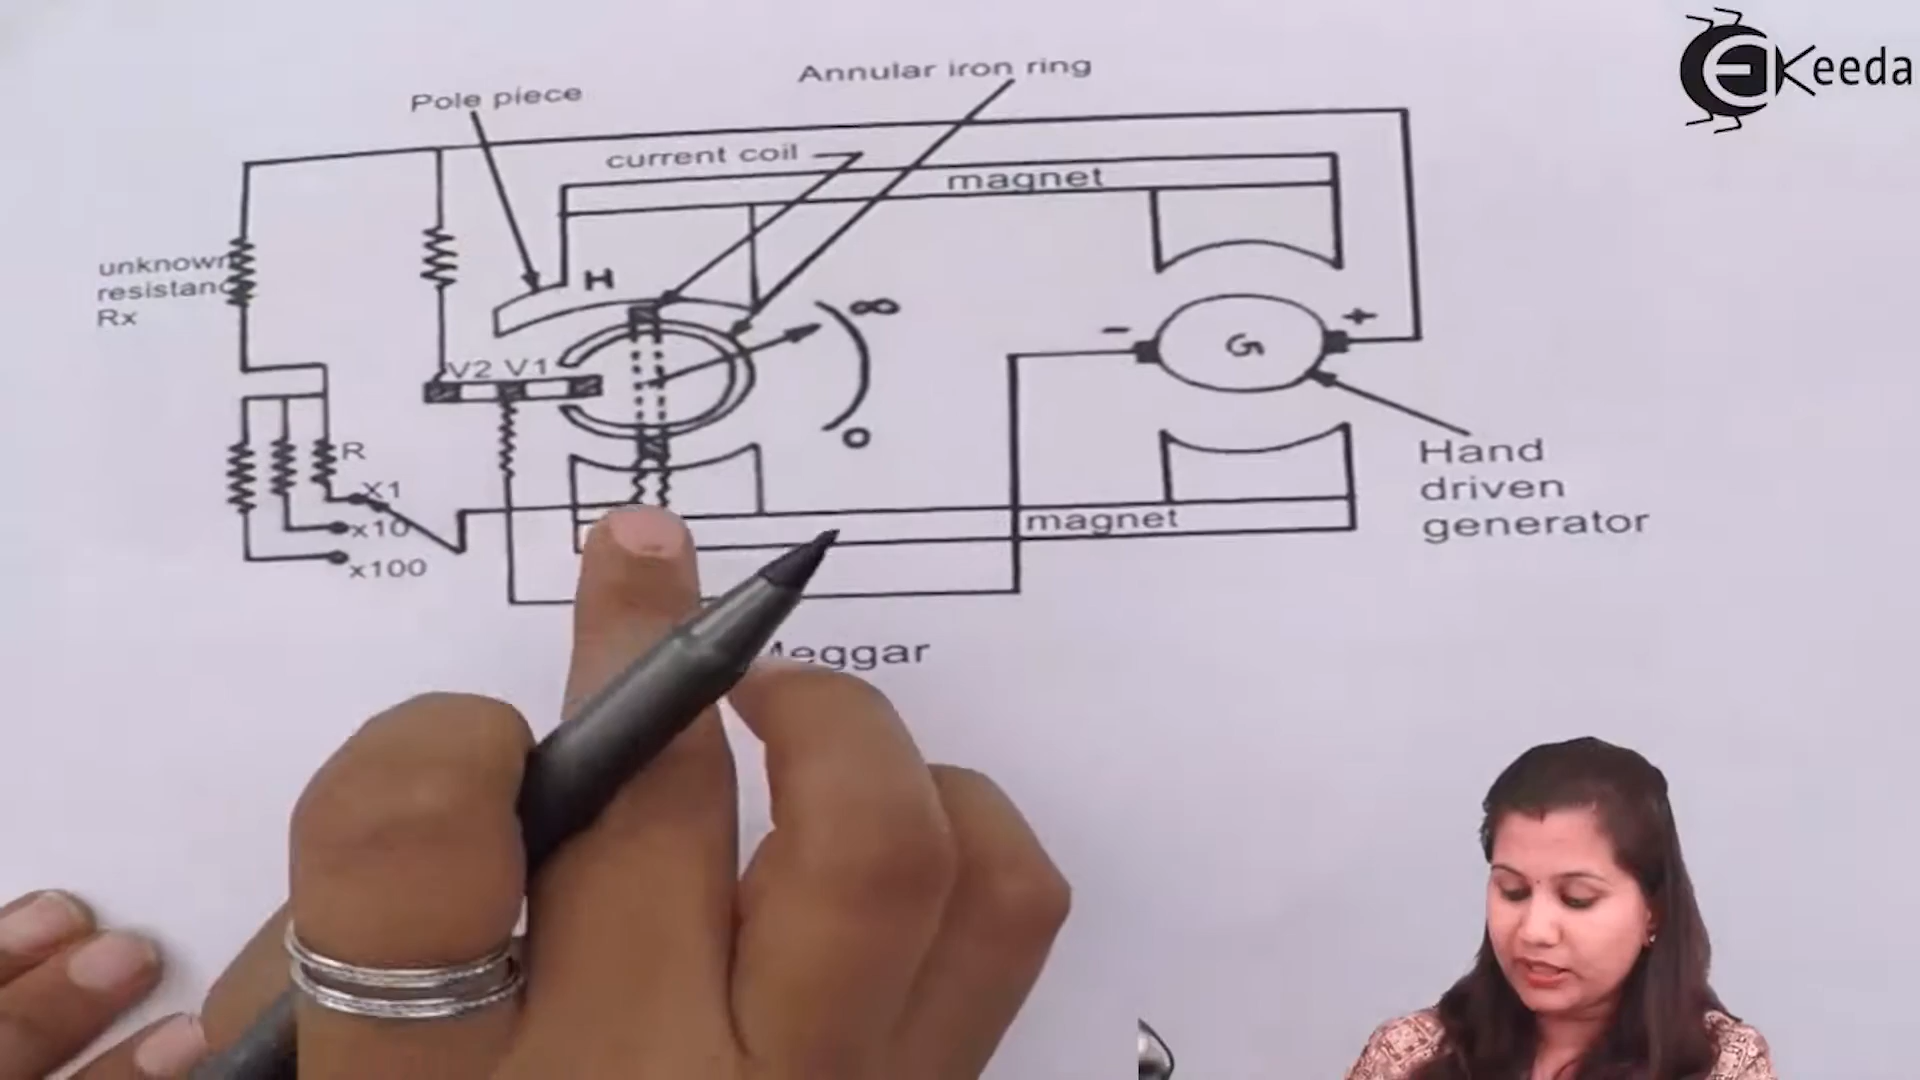 EKeeda
Annular iron ring
Pole piece
current coil
magnet
unknown
resistanc
Rx
H
∞
- +
G
V2 V1
0
R
Hand
driven
generator
X1
x10
x100
magnet
Meggar